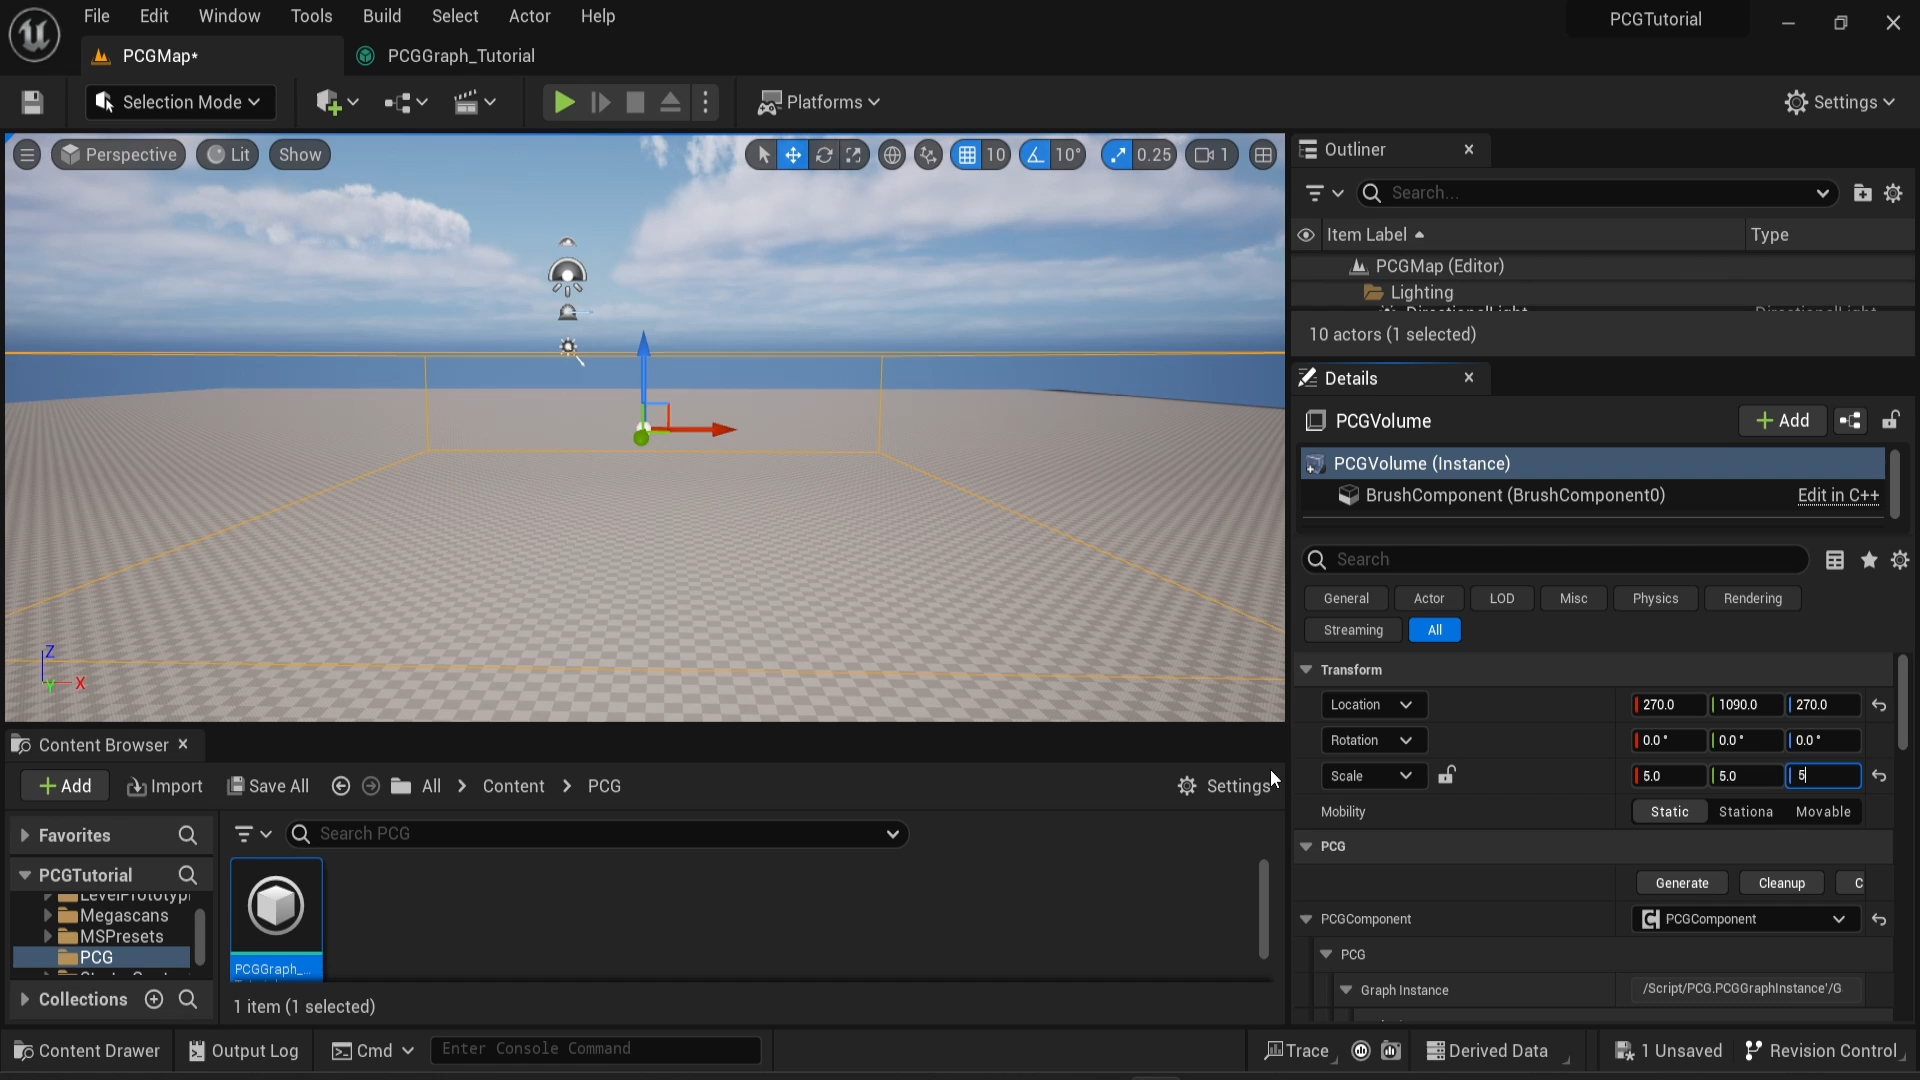 File Edit Window Tools Build Select Actor Help
PCGTutorial
PCGMap*
PCGGraph_Tutorial
Selection Mode
Platforms
Settings
Perspective
Lit
Show
10
10°
0.25
1
Outliner
Search...
Item Label
Type
PCGMap (Editor)
Lighting
10 actors (1 selected)
Details
PCGVolume
Add
PCGVolume (Instance)
BrushComponent (BrushComponent0)
Edit in C++
Search
General
Actor
LOD
Misc
Physics
Rendering
Streaming
All
Transform
Location
270.0
1090.0
270.0
Rotation
0.0°
0.0°
0.0°
Scale
5.0
5.0
5
Mobility
Static
Stationa
Movable
PCG
Generate
Cleanup
C
PCGComponent
PCGComponent
PCG
Graph Instance
/Script/PCG.PCGGraphInstance'/G
Z
Y
X
Content Browser
Add
Import
Save All
All
Content
PCG
Settings
Favorites
Search PCG
PCGTutorial
Megascans
MSPresets
PCG
Collections
PCGGraph_...
1 item (1 selected)
Content Drawer
Output Log
Cmd
Enter Console Command
Trace
Derived Data
1 Unsaved
Revision Control